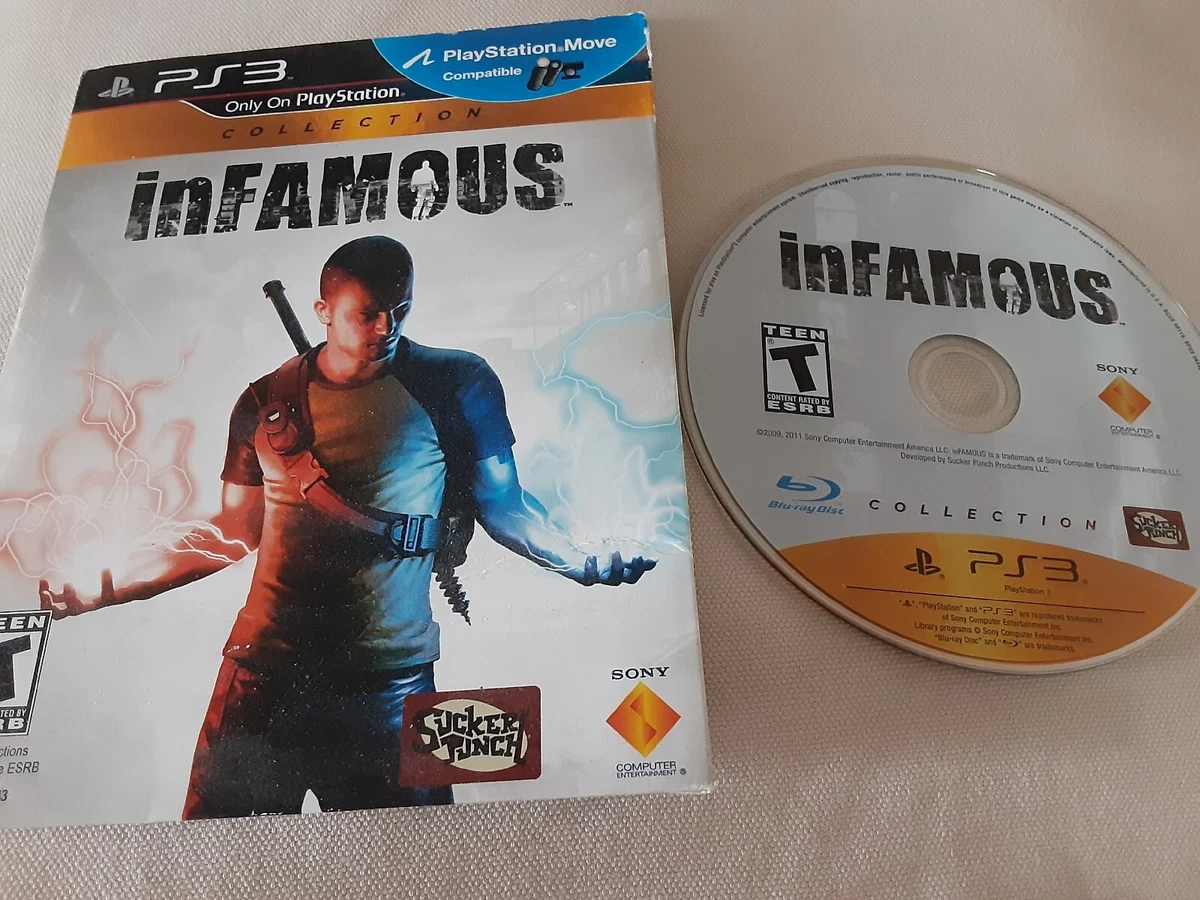 PS3
PlayStation®Move
Compatible
Only On PlayStation®
COLLECTION
inFAMOUS™
EEN
T
TED BY
RB
ctions
e ESRB
SUCKER PUNCH
SONY
COMPUTER
ENTERTAINMENT ®
inFAMOUS™
TEEN
T ®
CONTENT RATED BY
ESRB
SONY
COMPUTER
ENTERTAINMENT ®
©2009, 2011 Sony Computer Entertainment America LLC. inFAMOUS is a trademark of Sony Computer Entertainment America LLC.
Developed by Sucker Punch Productions LLC.
Blu-ray Disc
COLLECTION
SUCKER PUNCH
PS3®
PlayStation 3
"PlayStation" and "PS3" are registered trademarks
of Sony Computer Entertainment Inc.
Library programs © Sony Computer Entertainment Inc.
"Blu-ray Disc" and are trademarks.